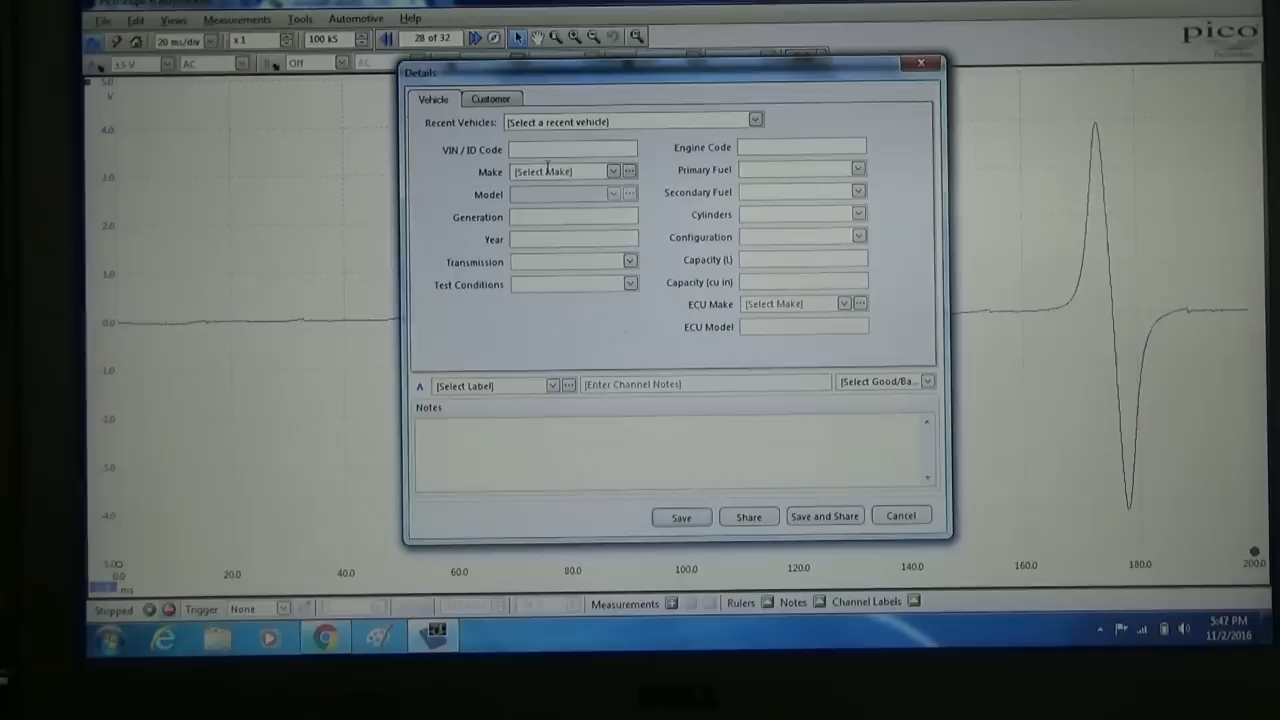 File Edit Views Measurements Tools Automotive Help
pico
Technology
20 ms/div x 1 100 kS 28 of 32
±5 V AC Off
Details
Vehicle Customer
Recent Vehicles: [Select a recent vehicle]
VIN / ID Code Engine Code
Make [Select Make] Primary Fuel
Model Secondary Fuel
Generation Cylinders
Year Configuration
Transmission Capacity (L)
Test Conditions Capacity (cu in)
ECU Make [Select Make]
ECU Model
A [Select Label] [Enter Channel Notes] [Select Good/Ba...
Notes
Save Share Save and Share Cancel
5.0
V
4.0
2.0
1.0
0.0
-1.0
-2.0
-3.0
-4.0
0.0 20.0 40.0 60.0 80.0 100.0 120.0 140.0 160.0 180.0 200.0
ms
Stopped Trigger None Measurements Rulers Notes Channel Labels
5:47 PM
11/2/2016